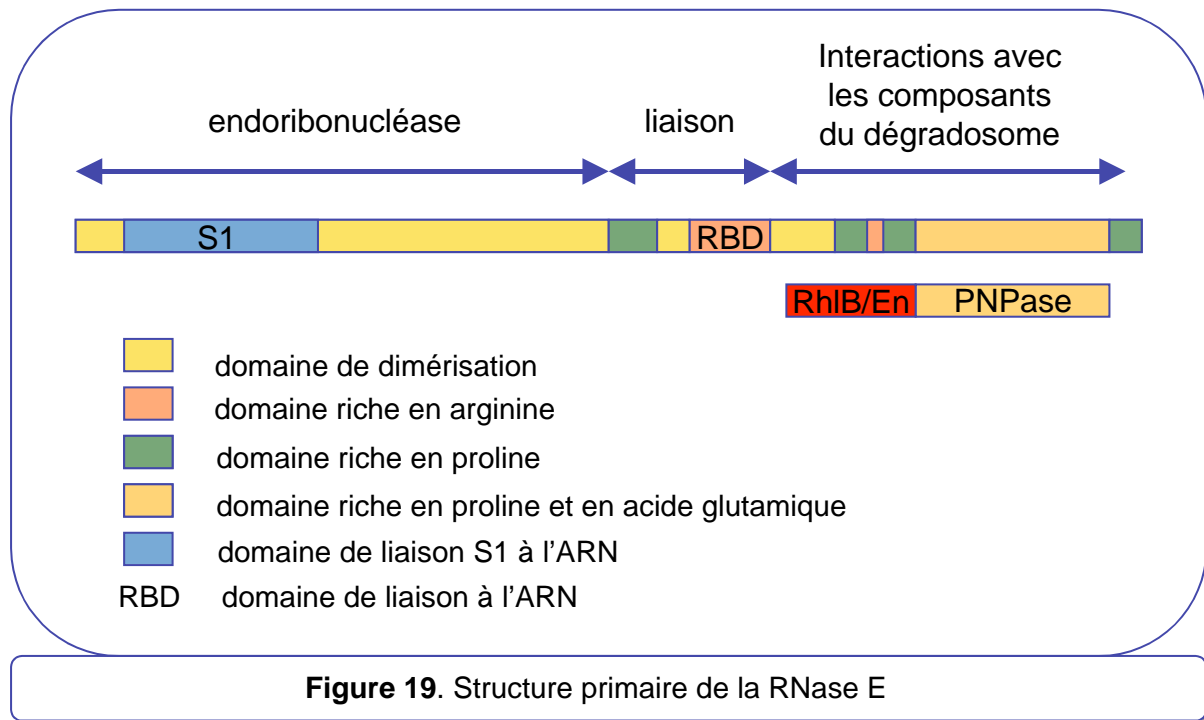 Interactions avec
les composants
du dégradosome
endoribonucléase
liaison
S1
RBD
RhlB/En
PNPase
domaine de dimérisation
domaine riche en arginine
domaine riche en proline
domaine riche en proline et en acide glutamique
domaine de liaison S1 à l'ARN
RBD domaine de liaison à l'ARN
Figure 19. Structure primaire de la RNase E